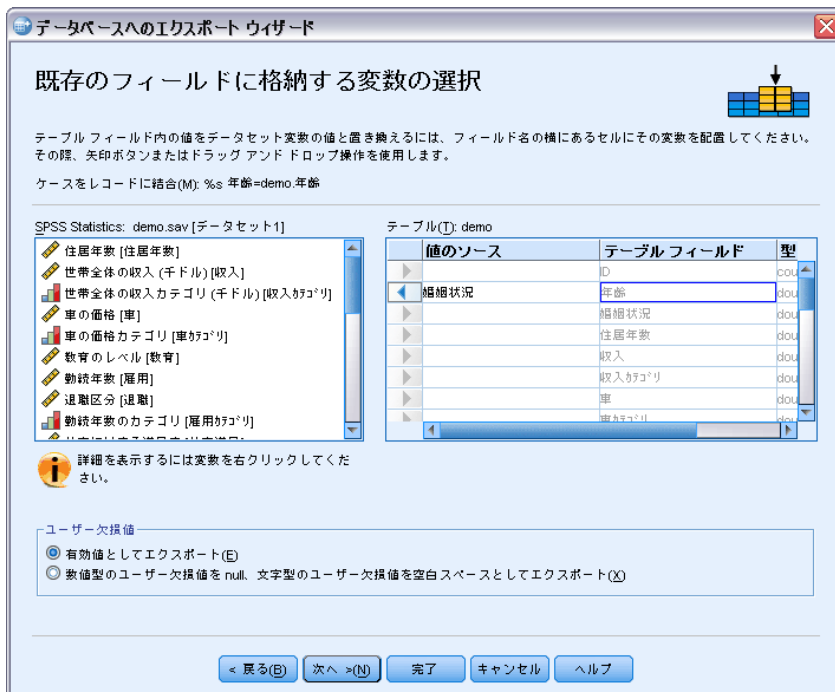 データベースへのエクスポート ウィザード
既存のフィールドに格納する変数の選択
テーブル フィールド内の値をデータセット変数の値と置き換えるには、フィールド名の横にあるセルにその変数を配置してください。
その際、矢印ボタンまたはドラッグ アンド ドロップ操作を使用します。
ケースをレコードに結合(M): %s 年齢=demo.年齢
SPSS Statistics: demo.sav [データセット1]
住居年数 [住居年数]
世帯全体の収入 (千ドル) [収入]
世帯全体の収入カテゴリ (千ドル) [収入ｶﾃｺﾞﾘ]
車の価格 [車]
車の価格カテゴリ [車ｶﾃｺﾞﾘ]
教育のレベル [教育]
勤続年数 [雇用]
退職区分 [退職]
勤続年数のカテゴリ [雇用ｶﾃｺﾞﾘ]
テーブル(T): demo
値のソース テーブル フィールド 型
ID cou
婚姻状況 年齢 dou
婚姻状況 dou
住居年数 dou
収入 dou
収入ｶﾃｺﾞﾘ dou
車 dou
車ｶﾃｺﾞﾘ dou
詳細を表示するには変数を右クリックしてくだ
さい。
ユーザー欠損値
有効値としてエクスポート(E)
数値型のユーザー欠損値を null、文字型のユーザー欠損値を空白スペースとしてエクスポート(X)
< 戻る(B) 次へ >(N) 完了 キャンセル ヘルプ